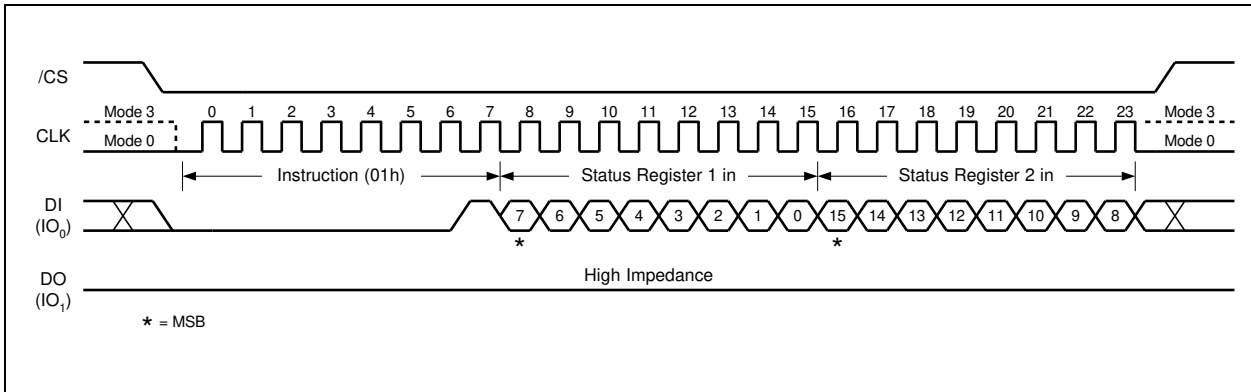 /CS
Mode 3 0 1 2 3 4 5 6 7 8 9 10 11 12 13 14 15 16 17 18 19 20 21 22 23 Mode 3
CLK
Mode 0 Mode 0
Instruction (01h) Status Register 1 in Status Register 2 in
DI
(IO0) 7 6 5 4 3 2 1 0 15 14 13 12 11 10 9 8
* *
High Impedance
DO
(IO1)
* = MSB